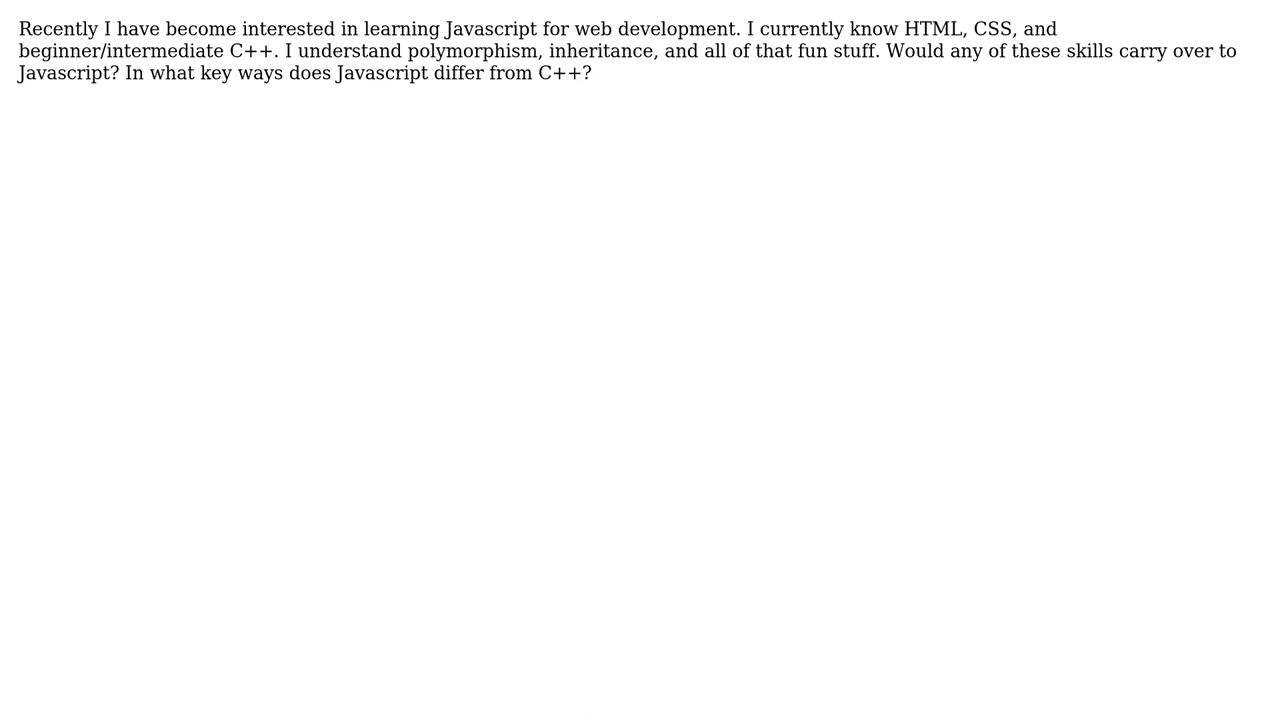 Recently I have become interested in learning Javascript for web development. I currently know HTML, CSS, and
beginner/intermediate C++. I understand polymorphism, inheritance, and all of that fun stuff. Would any of these skills carry over to
Javascript? In what key ways does Javascript differ from C++?